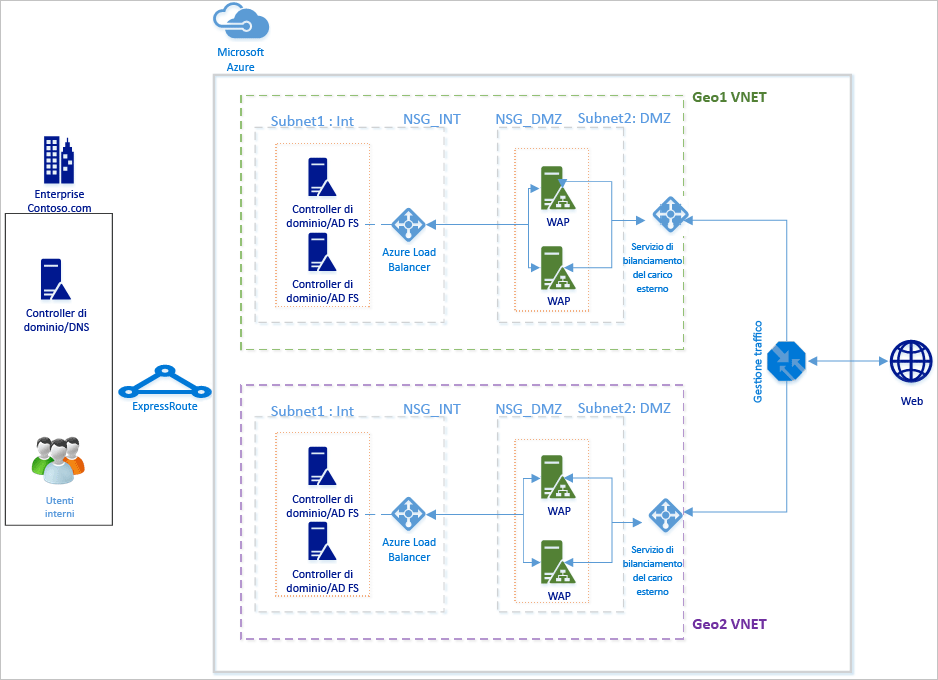 Microsoft
Azure
Enterprise
Contoso.com
Controller di
dominio/DNS
Utenti
interni
ExpressRoute
Geo1 VNET
Subnet1 : Int
NSG_INT
NSG_DMZ
Subnet2: DMZ
Controller di
dominio/AD FS
Controller di
dominio/AD FS
Azure Load
Balancer
WAP
WAP
Servizio di
bilanciamento
del carico
esterno
Gestione traffico
Web
Subnet1 : Int
NSG_INT
NSG_DMZ
Subnet2: DMZ
Controller di
dominio/AD FS
Controller di
dominio/AD FS
Azure Load
Balancer
WAP
WAP
Servizio di
bilanciamento
del carico
esterno
Geo2 VNET